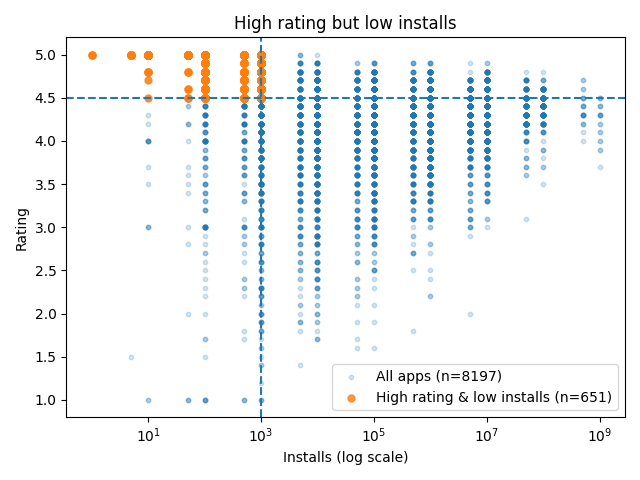 High rating but low installs
Rating
5.0
4.5
4.0
3.5
3.0
2.5
2.0
1.5
1.0
All apps (n=8197)
High rating & low installs (n=651)
10¹ 10³ 10⁵ 10⁷ 10⁹
Installs (log scale)